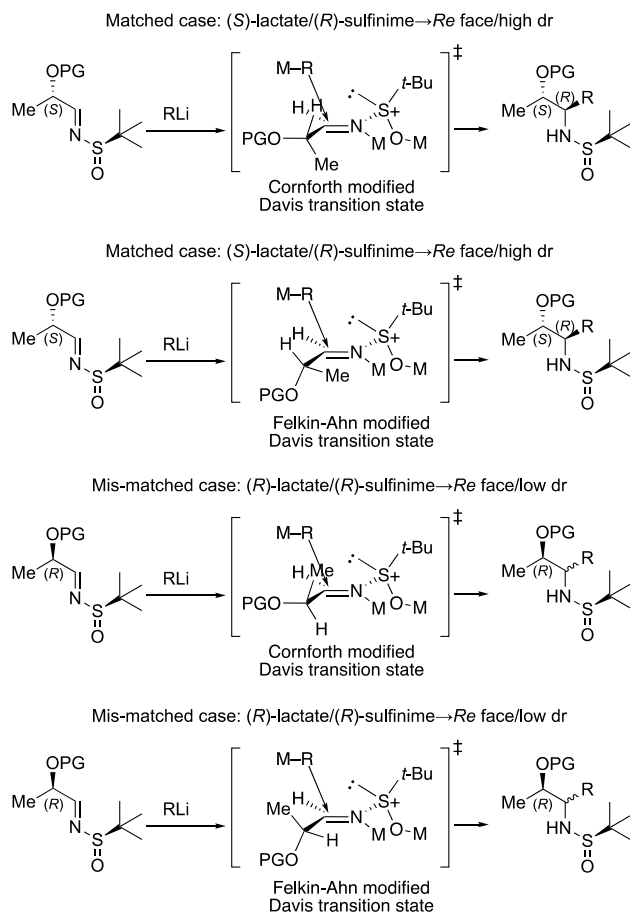 Matched case: (S)-lactate/(R)-sulfinime→Re face/high dr
OPG
Me
(S)
N
S
O
RLi
M–R
H
H
PGO
Me
N
M
S+
O–M
t-Bu
‡
Cornforth modified
Davis transition state
OPG
(R)
R
Me
(S)
HN
S
O
Matched case: (S)-lactate/(R)-sulfinime→Re face/high dr
OPG
Me
(S)
N
S
O
RLi
M–R
H
H
Me
PGO
N
M
S+
O–M
t-Bu
‡
Felkin-Ahn modified
Davis transition state
OPG
(R)
R
Me
(S)
HN
S
O
Mis-matched case: (R)-lactate/(R)-sulfinime→Re face/low dr
OPG
Me
(R)
N
S
O
RLi
M–R
H
Me
PGO
H
N
M
S+
O–M
t-Bu
‡
Cornforth modified
Davis transition state
OPG
R
Me
(R)
HN
S
O
Mis-matched case: (R)-lactate/(R)-sulfinime→Re face/low dr
OPG
Me
(R)
N
S
O
RLi
M–R
H
Me
H
PGO
N
M
S+
O–M
t-Bu
‡
Felkin-Ahn modified
Davis transition state
OPG
R
Me
(R)
HN
S
O